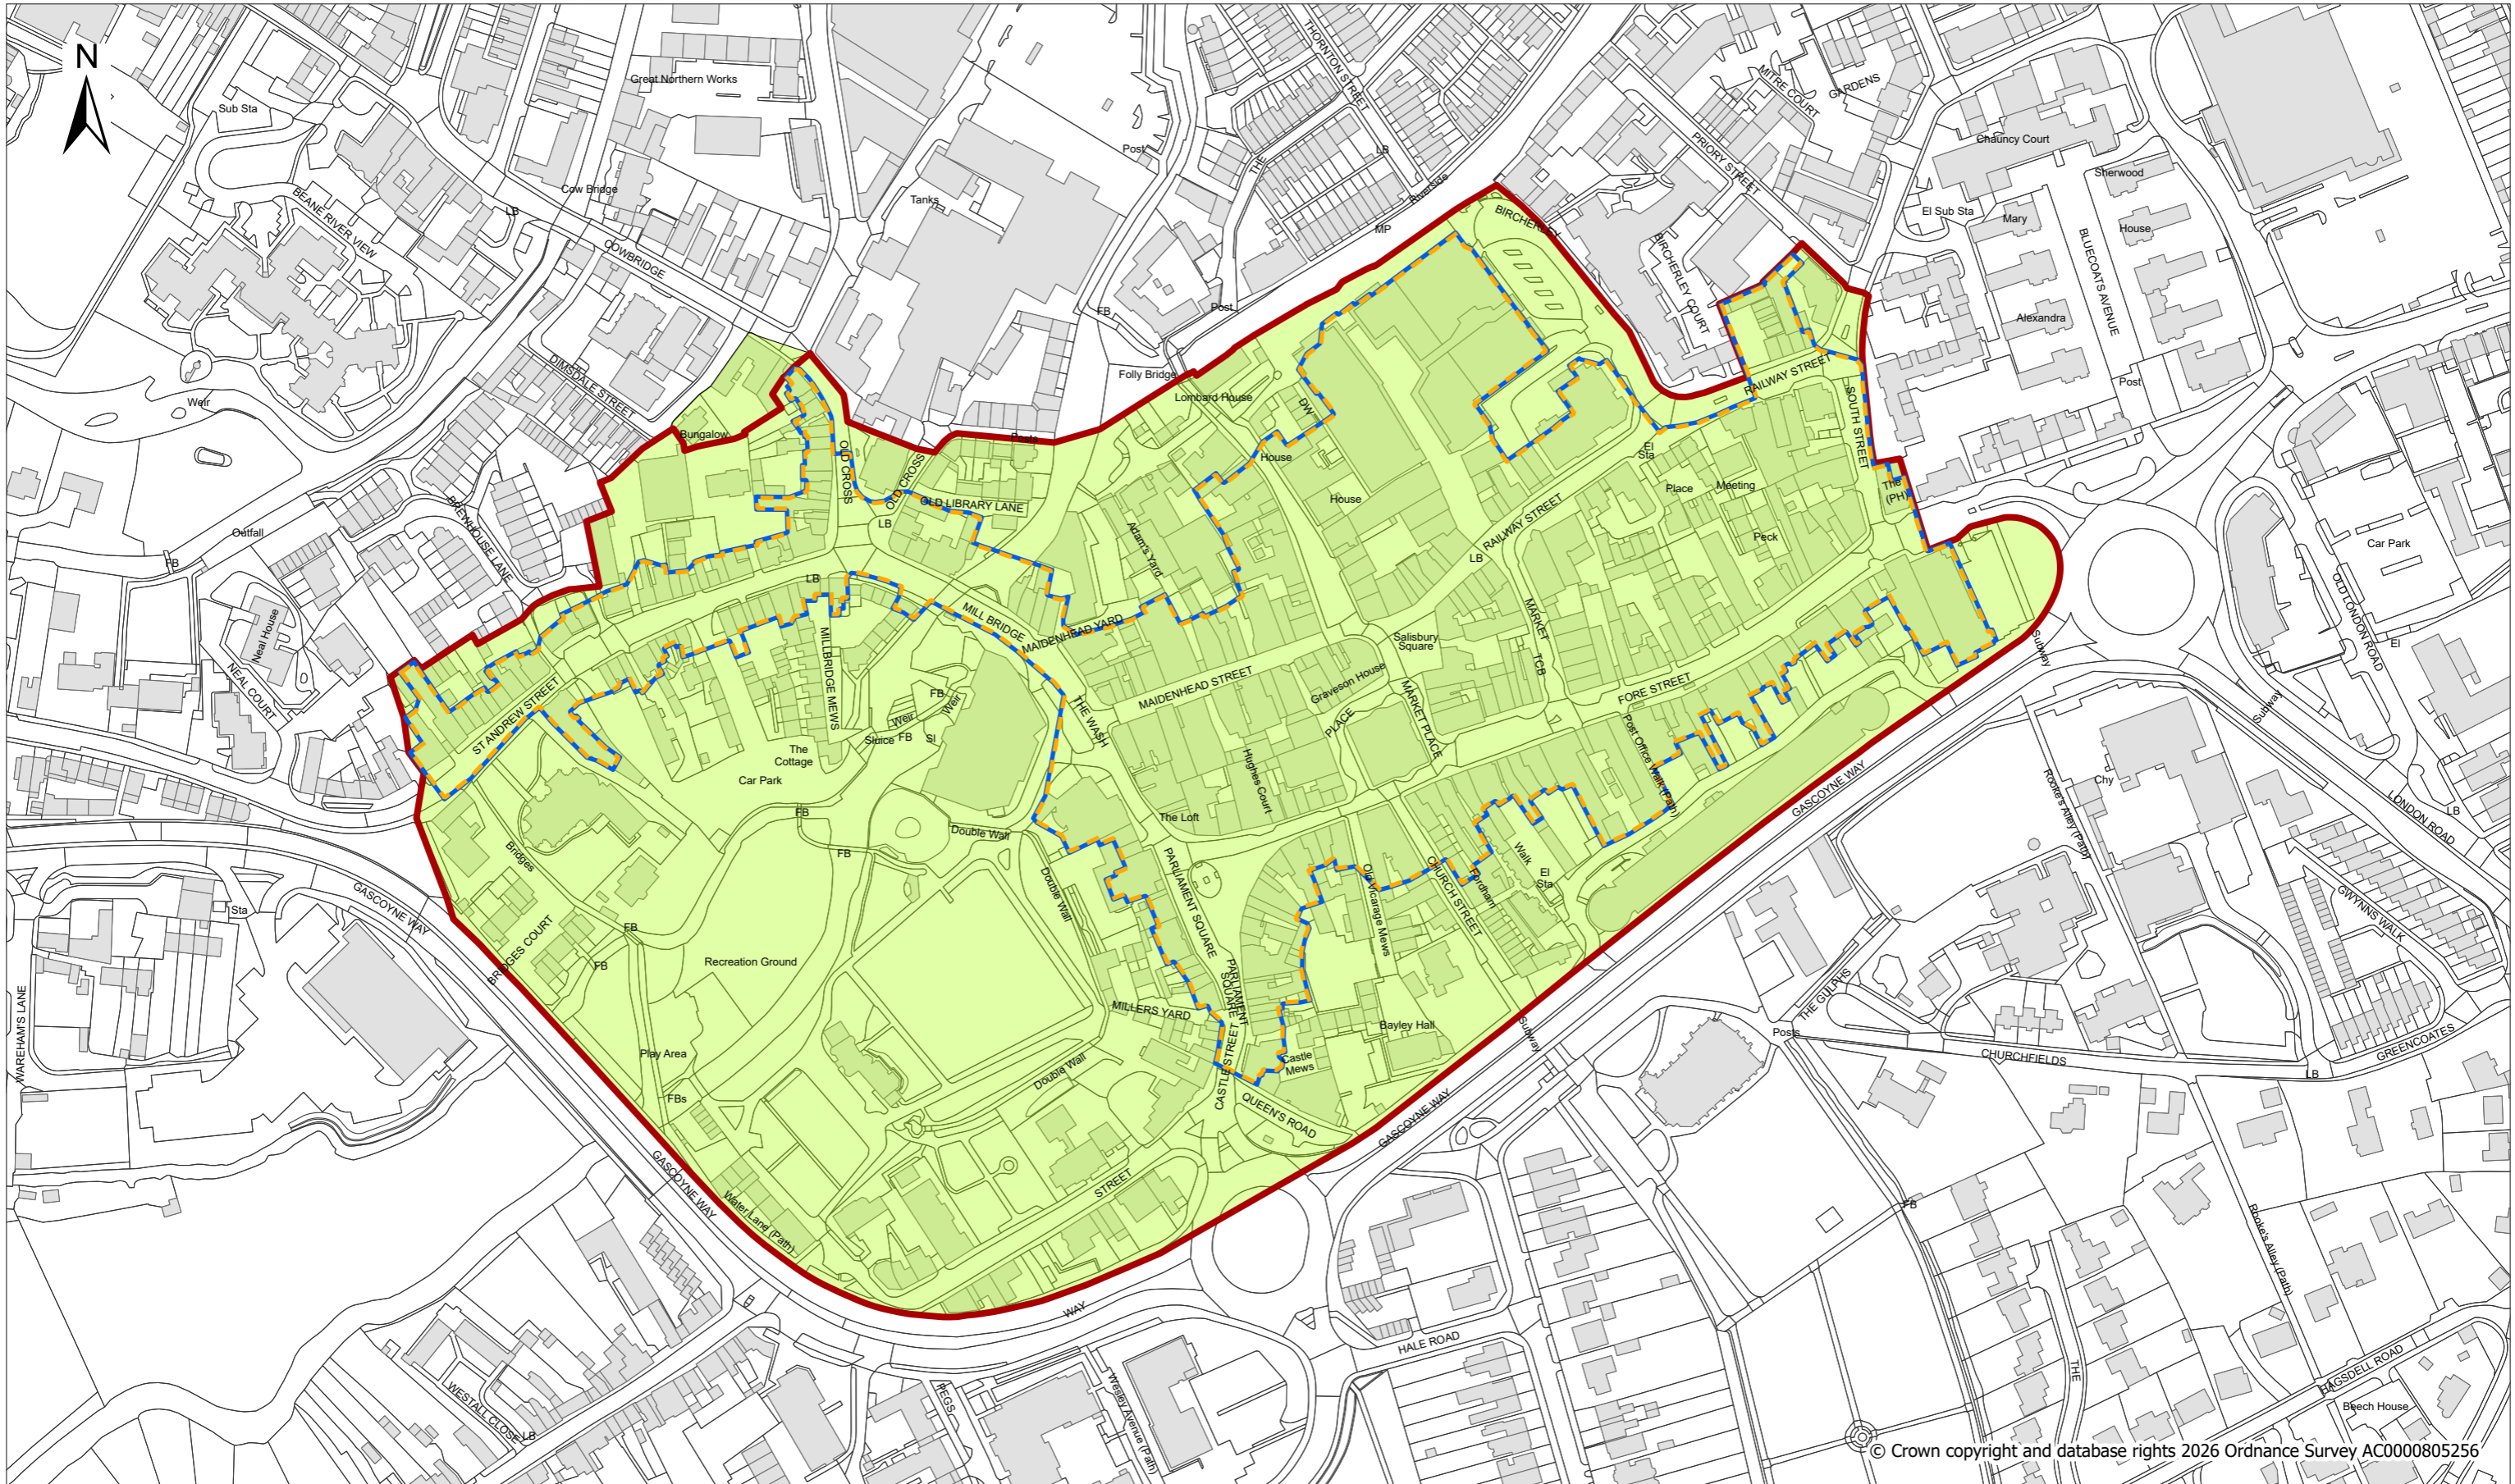 N
Great Northern Works
Sub Sta
THORNTON STREET
MITRE COURT
GARDENS
Chauncy Court
Post
LB
PRIORY STREET
Sherwood
Cow Bridge
BEANE RIVER VIEW
LB
Tanks
THE
Riverside
MP
BIRCHERLEY
El Sub Sta
Mary
House
COWBRIDGE
BIRCHERLEY COURT
BLUECOATS AVENUE
FB
Post
Alexandra
DIMSDALE STREET
Folly Bridge
Lombard House
RAILWAY STREET
Post
Weir
DW
SOUTH STREET
Bungalow
Posts
OLD CROSS
OLD CROSS
House
El
Sta
The
(PH)
BREWHOUSE LANE
OLD LIBRARY LANE
House
Place
Meeting
Outfall
LB
Adam's Yard
RAILWAY STREET
Peck
Car Park
FB
LB
LB
OLD LONDON ROAD
Neal House
MILL BRIDGE
MAIDENHEAD YARD
MARKET
Salisbury
Square
El
Subway
NEAL COURT
MILLBRIDGE MEWS
TCB
Graveson House
MAIDENHEAD STREET
FORE STREET
ST ANDREW STREET
FB
Weir
Weir
THE WASH
PLACE
MARKET PLACE
Post Office Walk (Path)
Subway
Sluice
FB
Sl
The
Cottage
Car Park
Hughes Court
GASCOYNE WAY
Rooke's Alley (Path)
Chy
LONDON ROAD
LB
FB
The Loft
Double Wall
Bridges
FB
Walk
El
Sta
PARLIAMENT SQUARE
Old Vicarage Mews
CHURCH STREET
Fordham
Double Wall
GASCOYNE WAY
Sta
GWYNNS WALK
FB
BRIDGES COURT
FB
Recreation Ground
PARLIAMENT
SQUARE
MILLERS YARD
THE GULPHS
WAREHAM'S LANE
Bayley Hall
Subway
Posts
CHURCHFIELDS
GREENCOATES
LB
Play Area
Double Wall
CASTLE STREET
Castle
Mews
FBs
QUEEN'S ROAD
GASCOYNE WAY
GASCOYNE WAY
STREET
Water Lane (Path)
FB
Rooke's Alley (Path)
WAY
HALE ROAD
WESTALL CLOSE
LB
PEGS
Wesley Avenue (Path)
THE
HAGSDELL ROAD
Beech House
© Crown copyright and database rights 2026 Ordnance Survey AC0000805256